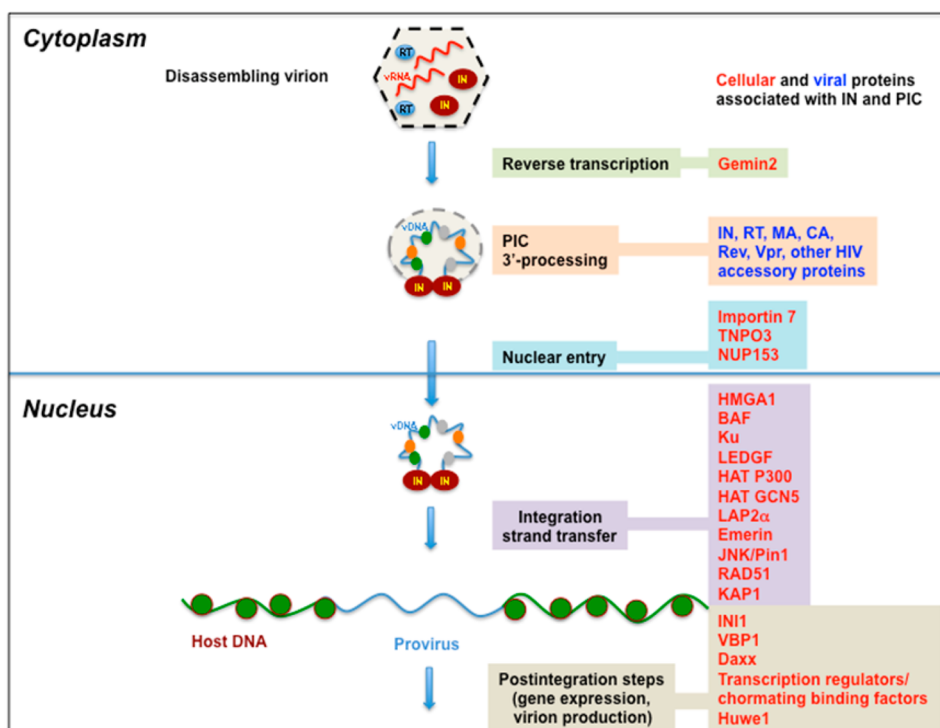 Cytoplasm
Disassembling virion
RT
vRNA
IN
RT
IN
Cellular and viral proteins
associated with IN and PIC
Reverse transcription
Gemin2
vDNA
IN IN
PIC
3'-processing
IN, RT, MA, CA,
Rev, Vpr, other HIV
accessory proteins
Nuclear entry
Importin 7
TNPO3
NUP153
Nucleus
vDNA
IN IN
Integration
strand transfer
HMGA1
BAF
Ku
LEDGF
HAT P300
HAT GCN5
LAP2α
Emerin
JNK/Pin1
RAD51
KAP1
Host DNA
Provirus
Postintegration steps
(gene expression,
virion production)
INI1
VBP1
Daxx
Transcription regulators/
chormating binding factors
Huwe1